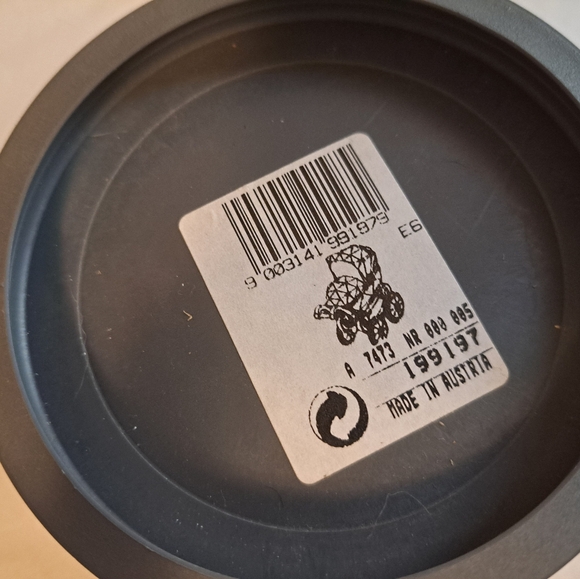 9 003141 991979
E6
A 7473 NR 000 005
199197
MADE IN AUSTRIA